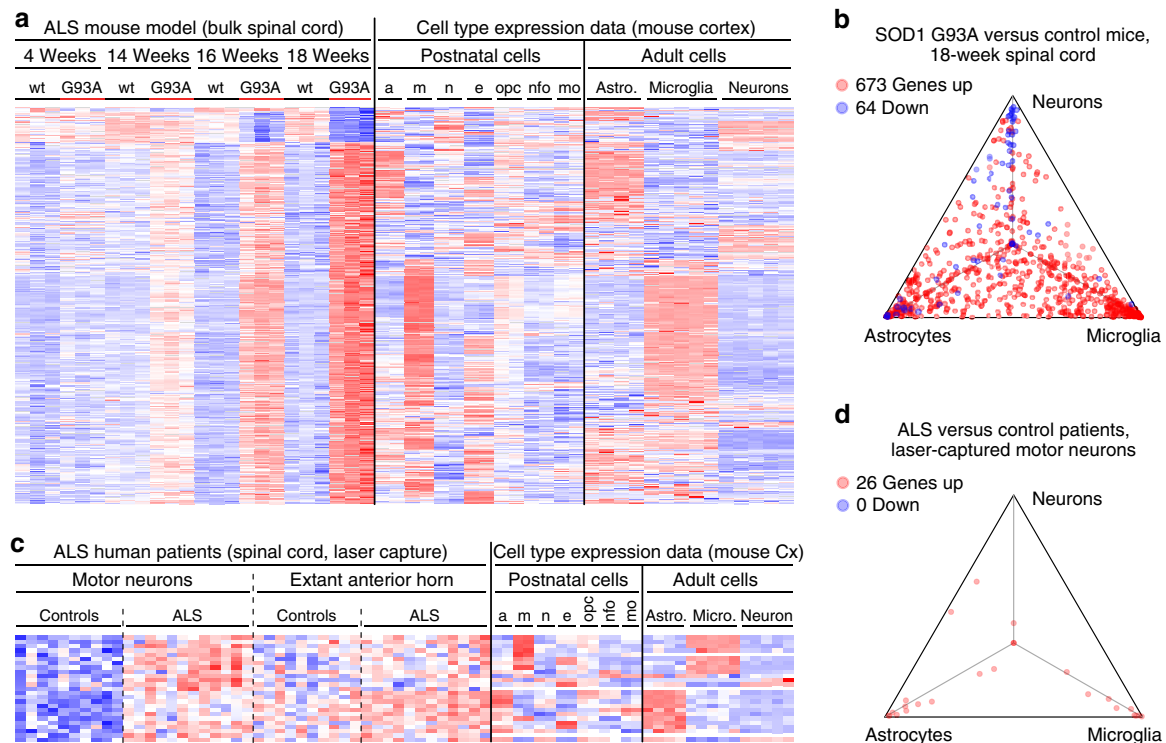 a
ALS mouse model (bulk spinal cord)
Cell type expression data (mouse cortex)
4 Weeks 14 Weeks 16 Weeks 18 Weeks
Postnatal cells
Adult cells
wt G93A wt G93A wt G93A wt G93A
a m n e opc nfo mo
Astro. Microglia Neurons
b
SOD1 G93A versus control mice,
18-week spinal cord
673 Genes up
64 Down
Neurons
Astrocytes
Microglia
c
ALS human patients (spinal cord, laser capture)
Cell type expression data (mouse Cx)
Motor neurons
Extant anterior horn
Postnatal cells
Adult cells
Controls ALS Controls ALS
a m n e opc nfo mo
Astro. Micro. Neuron
d
ALS versus control patients,
laser-captured motor neurons
26 Genes up
0 Down
Neurons
Astrocytes
Microglia